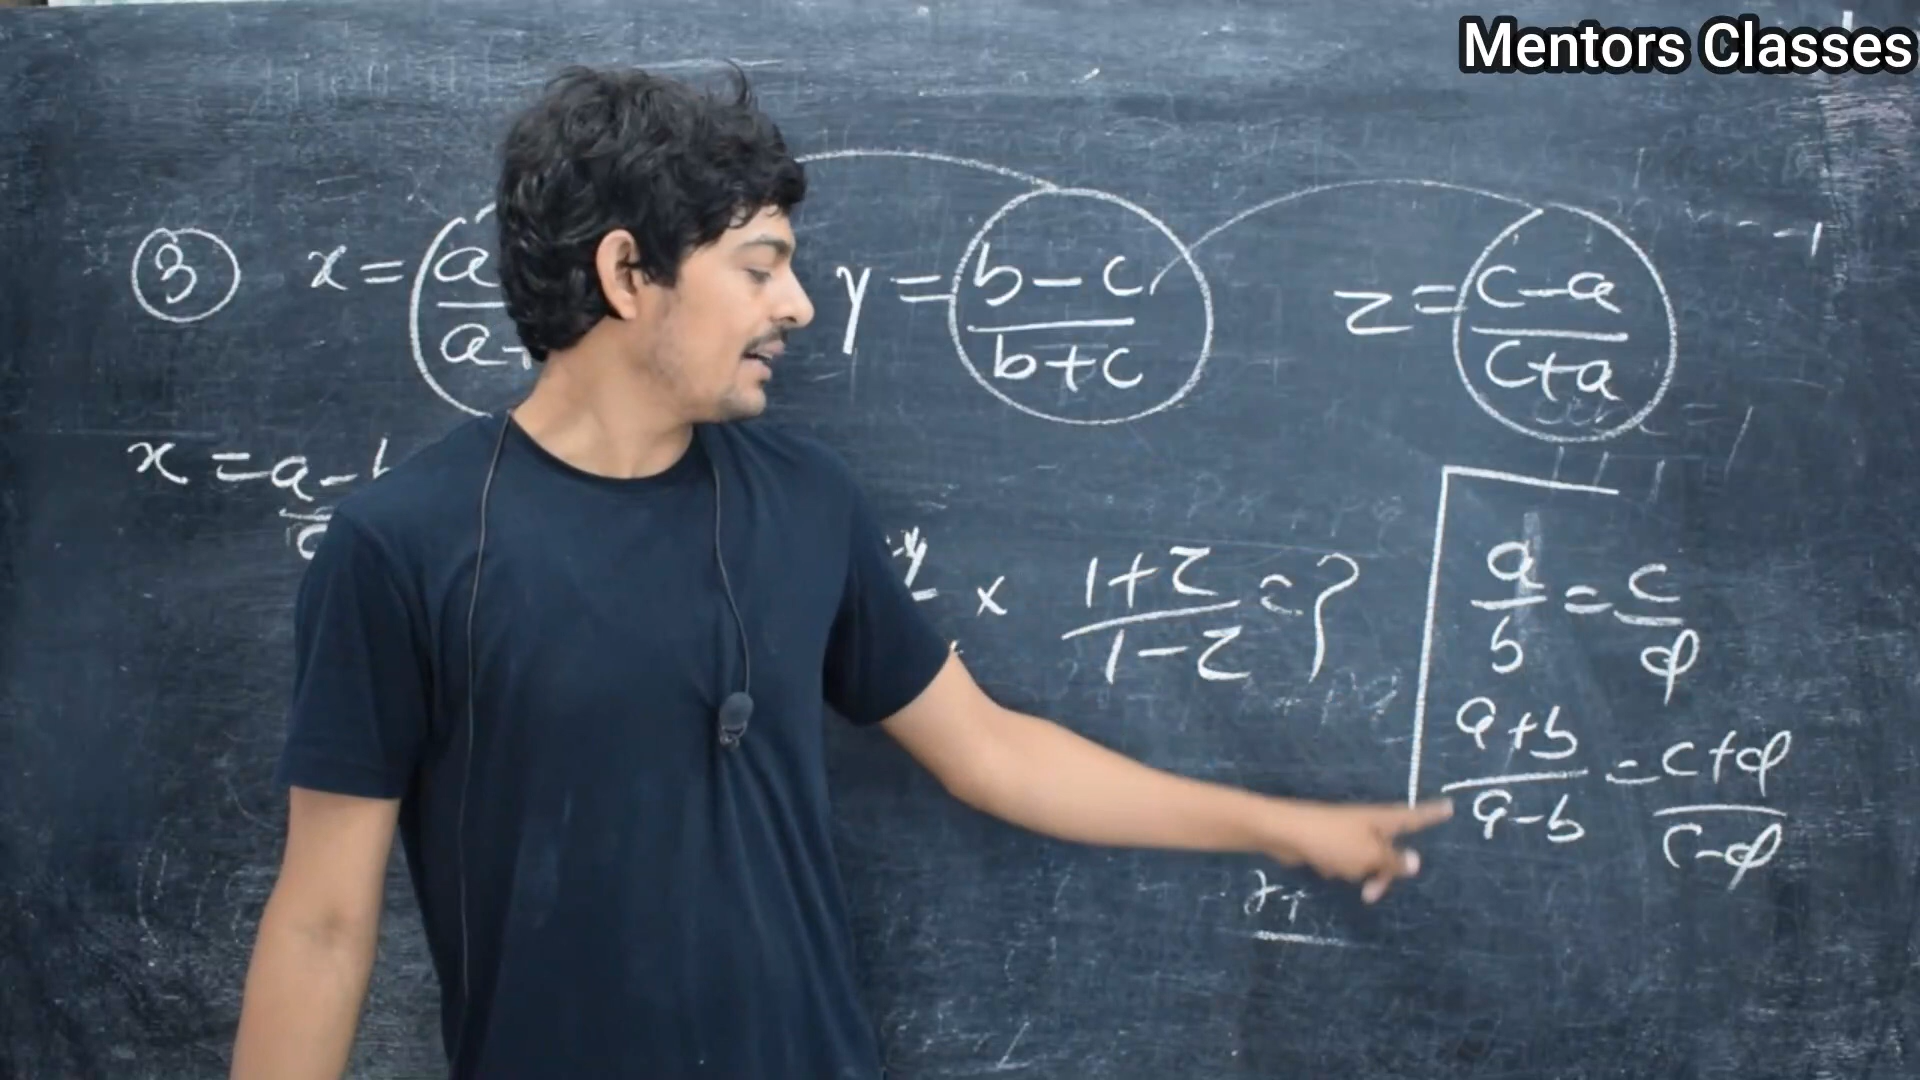 Mentors Classes
③ x = a / a+ y = b-c / b+c z = c-a / c+a
x = a-
× 1+z / 1-z = ?
a/b = c/d
a+b / a-b = c+d / c-d